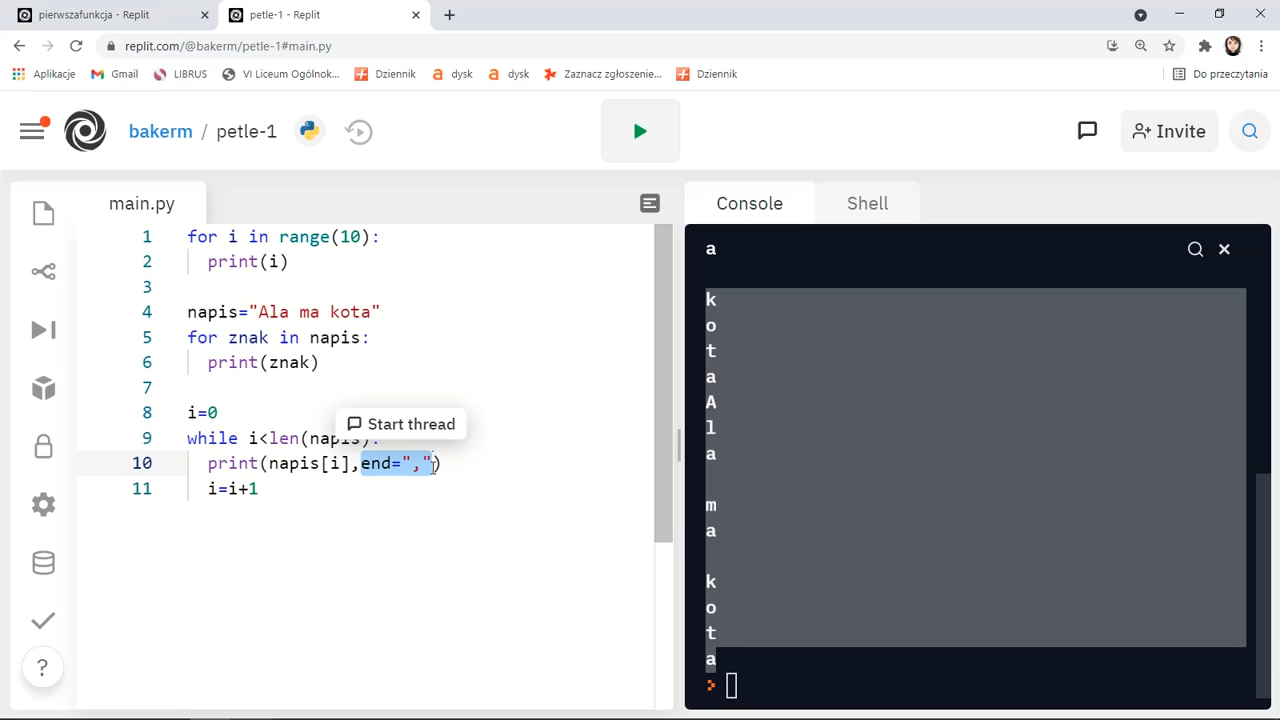 pierwszafunkcja - Replit
petle-1 - Replit
replit.com/@bakerm/petle-1#main.py
Aplikacje
Gmail
LIBRUS
VI Liceum Ogólnok...
Dziennik
dysk
dysk
Zaznacz zgłoszenie...
Dziennik
Do przeczytania
bakerm / petle-1
Invite
main.py
Console
Shell
1 for i in range(10):
2 print(i)
3
4 napis="Ala ma kota"
5 for znak in napis:
6 print(znak)
7
8 i=0
Start thread
9 while i<len(napis):
10 print(napis[i],end=",")
11 i=i+1
?
a
k
o
t
a
A
l
a
m
a
k
o
t
a
>